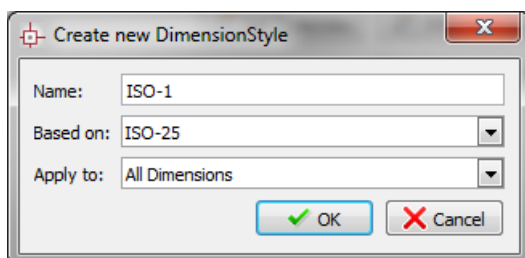 Create new DimensionStyle
Name: ISO-1
Based on: ISO-25
Apply to: All Dimensions
OK Cancel